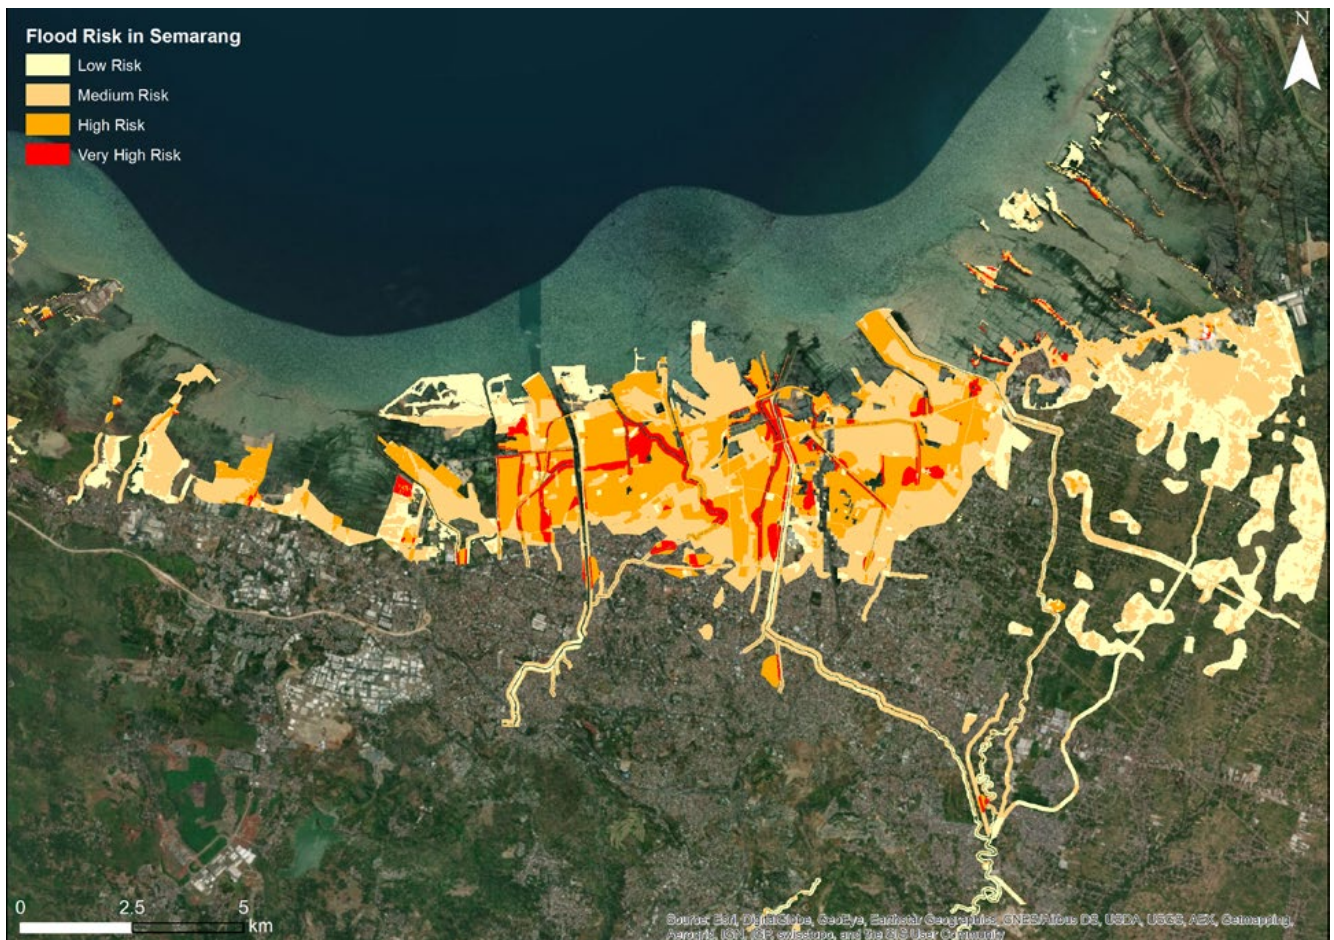 Flood Risk in Semarang
Low Risk
Medium Risk
High Risk
Very High Risk
N
0 2.5 5
km
Source: Esri, DigitalGlobe, GeoEye, Earthstar Geographics, CNES/Airbus DS, USDA, USGS, AEX, Getmapping,
Aerogrid, IGN, IGP, swisstopo, and the GIS User Community